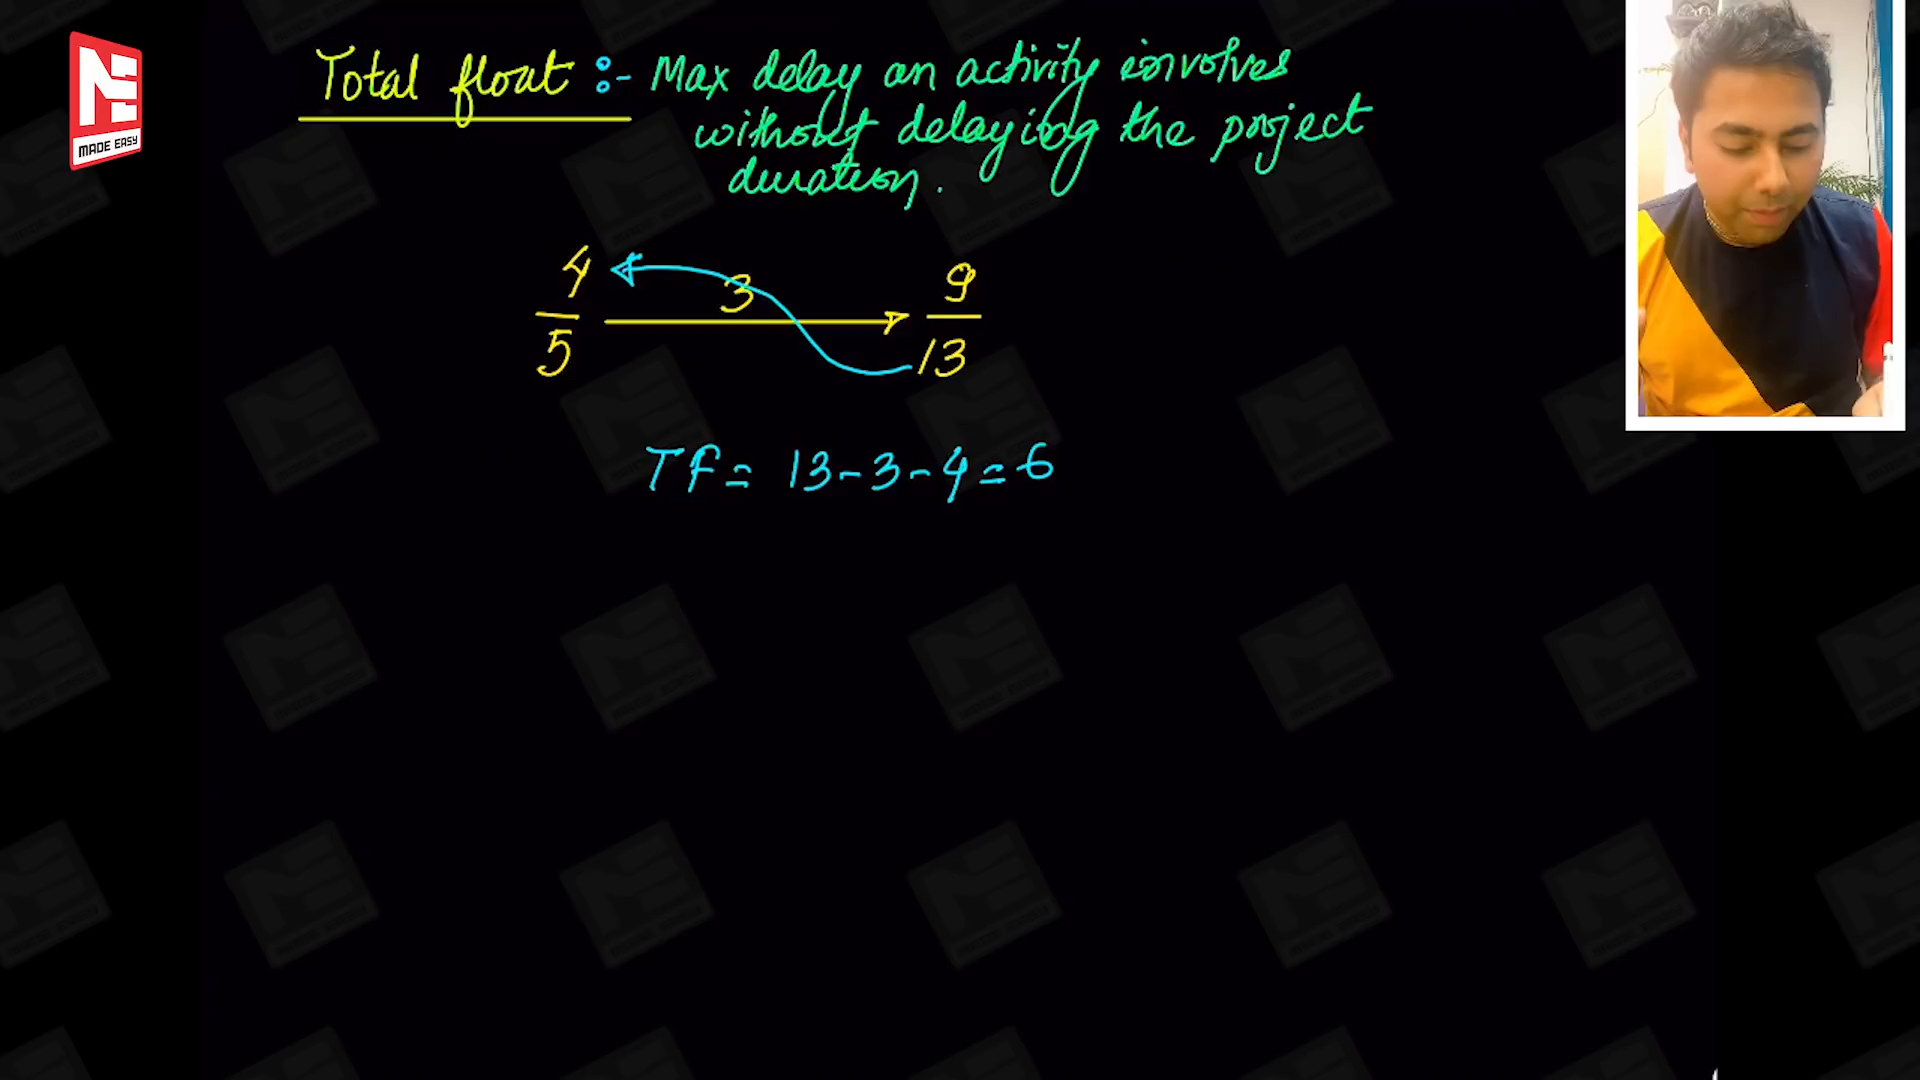 MADE EASY
Total float :- Max delay an activity involves
without delaying the project
duration.
4 3 9
5 13
TF = 13-3-4 = 6